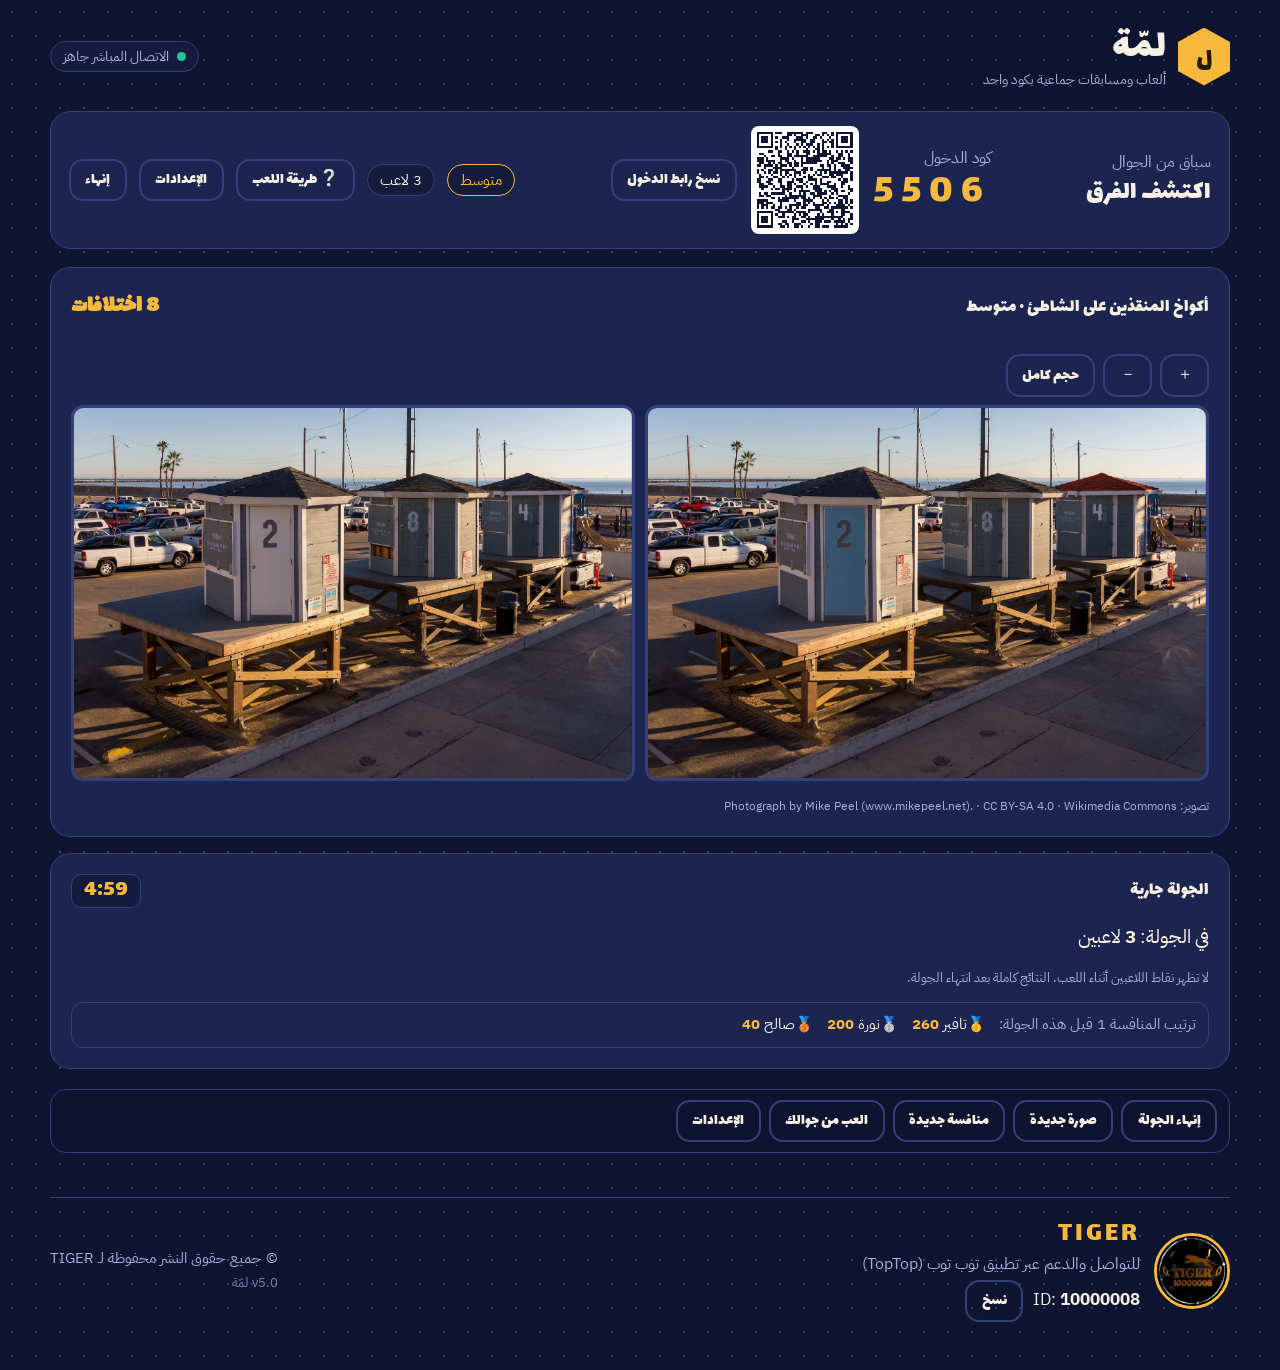 ل
لمّة
ألعاب ومسابقات جماعية بكود واحد
الاتصال المباشر جاهز
سباق من الجوال
اكتشف الفرق
كود الدخول
5506
نسخ رابط الدخول
متوسط
3 لاعب
❔ طريقة اللعب
الإعدادات
إنهاء
أكواخ المنقذين على الشاطئ · متوسط
8 اختلافات
+
−
حجم كامل
2
8
4
2
8
4
تصوير: Photograph by Mike Peel (www.mikepeel.net). · CC BY-SA 4.0 · Wikimedia Commons
الجولة جارية
4:59
في الجولة: 3 لاعبين
لا تظهر نقاط اللاعبين أثناء اللعب. النتائج كاملة بعد انتهاء الجولة.
ترتيب المنافسة 1 قبل هذه الجولة: 🥇 تافير 260 🥈 نورة 200 🥉 صالح 40
إنهاء الجولة
صورة جديدة
منافسة جديدة
العب من جوالك
الإعدادات
TIGER
10000008
TIGER
للتواصل والدعم عبر تطبيق توب توب (TopTop)
ID: 10000008
نسخ
© جميع حقوق النشر محفوظة لـ TIGER
لمّة v5.0